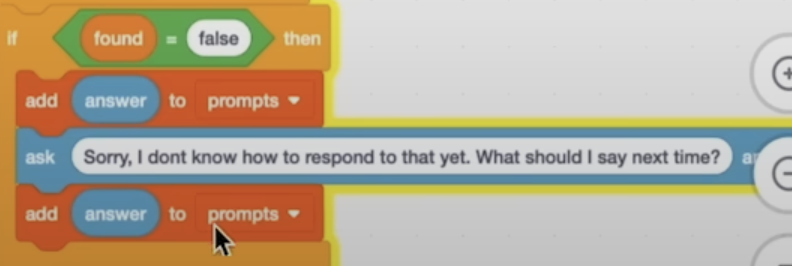 if found = false then
add answer to prompts
ask Sorry, I dont know how to respond to that yet. What should I say next time?
add answer to prompts